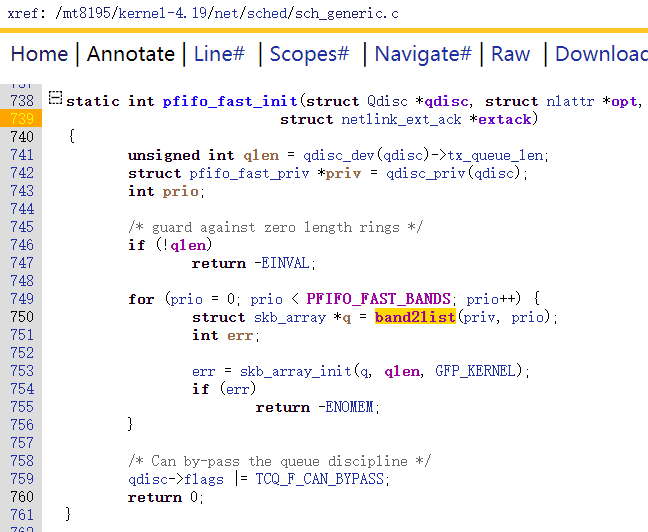 xref: /mt8195/kernel-4.19/net/sched/sch_generic.c
Home | Annotate | Line# | Scopes# | Navigate# | Raw | Download
737
738 static int pfifo_fast_init(struct Qdisc *qdisc, struct nlattr *opt,
739 struct netlink_ext_ack *extack)
740 {
741 unsigned int qlen = qdisc_dev(qdisc)->tx_queue_len;
742 struct pfifo_fast_priv *priv = qdisc_priv(qdisc);
743 int prio;
744
745 /* guard against zero length rings */
746 if (!qlen)
747 return -EINVAL;
748
749 for (prio = 0; prio < PFIFO_FAST_BANDS; prio++) {
750 struct skb_array *q = band2list(priv, prio);
751 int err;
752
753 err = skb_array_init(q, qlen, GFP_KERNEL);
754 if (err)
755 return -ENOMEM;
756 }
757
758 /* Can by-pass the queue discipline */
759 qdisc->flags |= TCQ_F_CAN_BYPASS;
760 return 0;
761 }
762